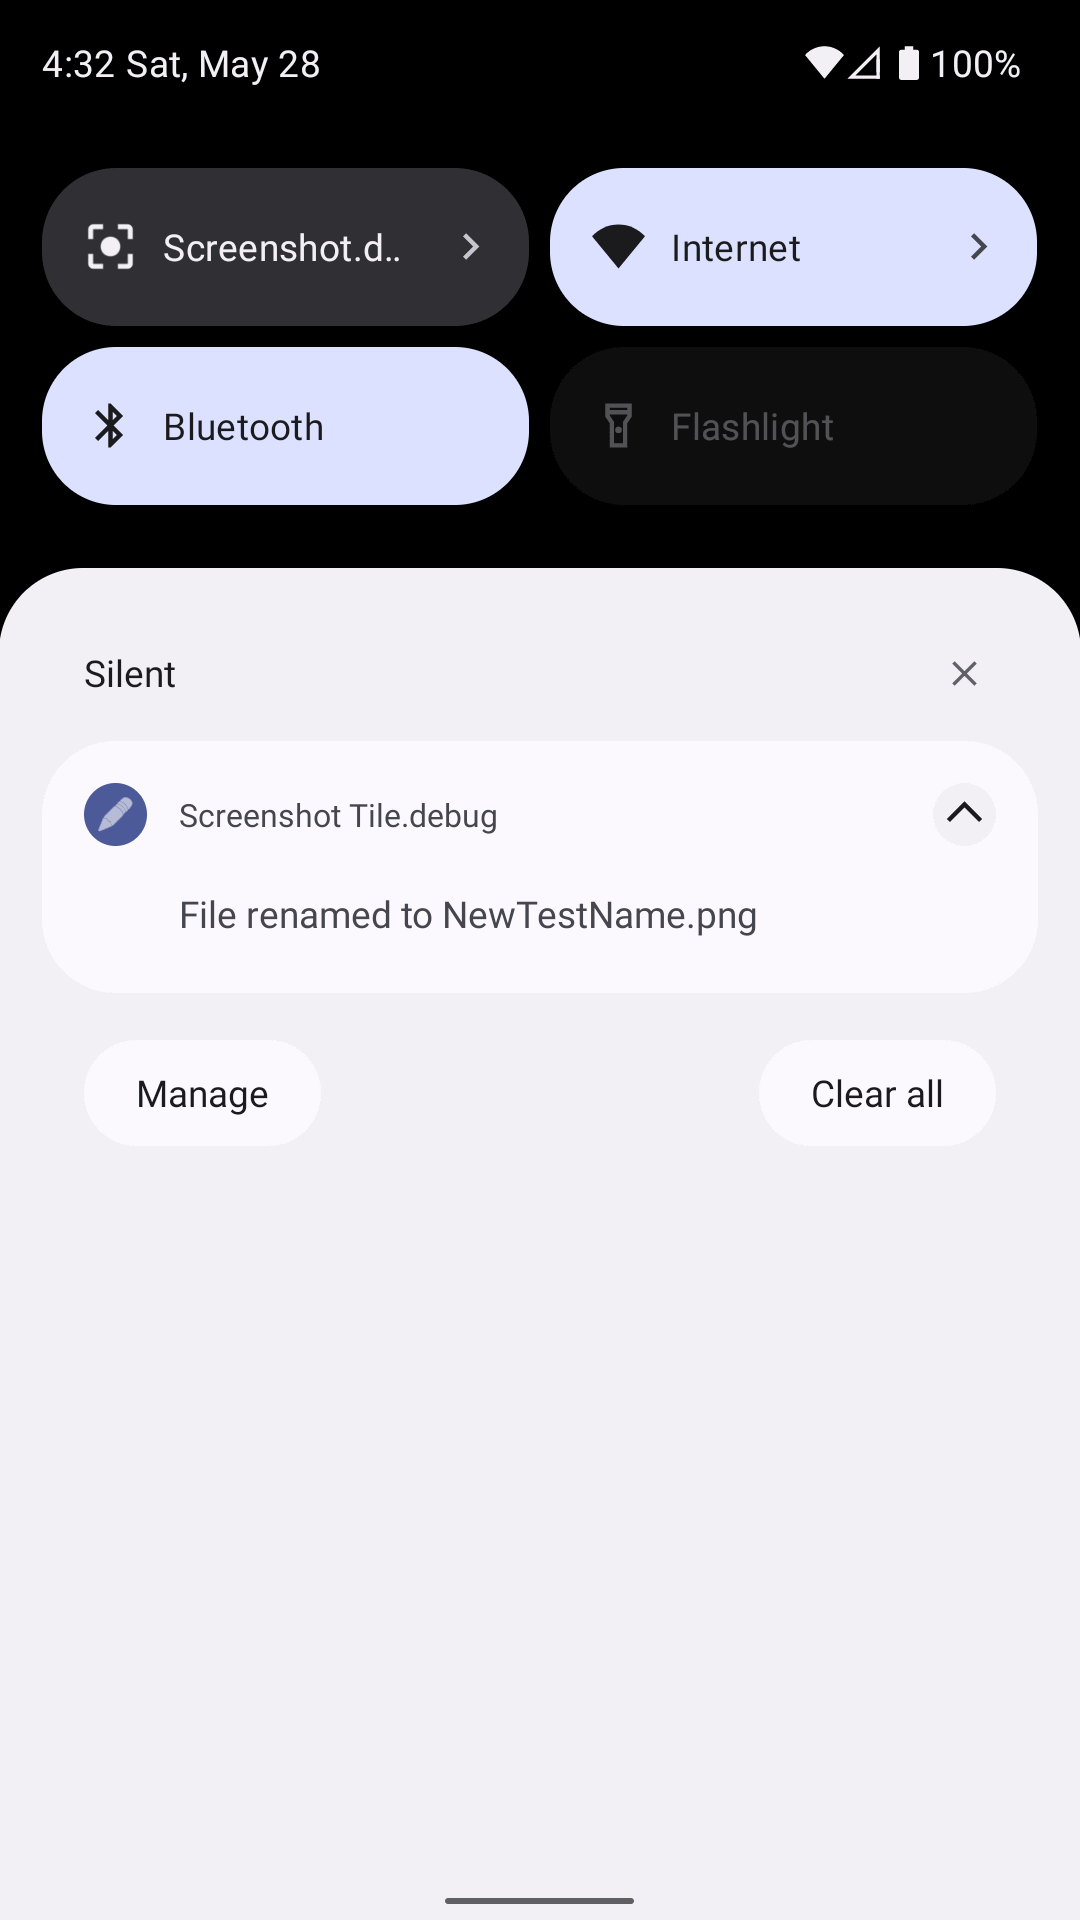 4:32 Sat, May 28
100%
Screenshot.d..
Internet
Bluetooth
Flashlight
Silent
Screenshot Tile.debug
File renamed to NewTestName.png
Manage
Clear all